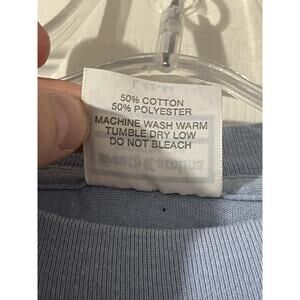 50% COTTON
50% POLYESTER
MACHINE WASH WARM
TUMBLE DRY LOW
DO NOT BLEACH